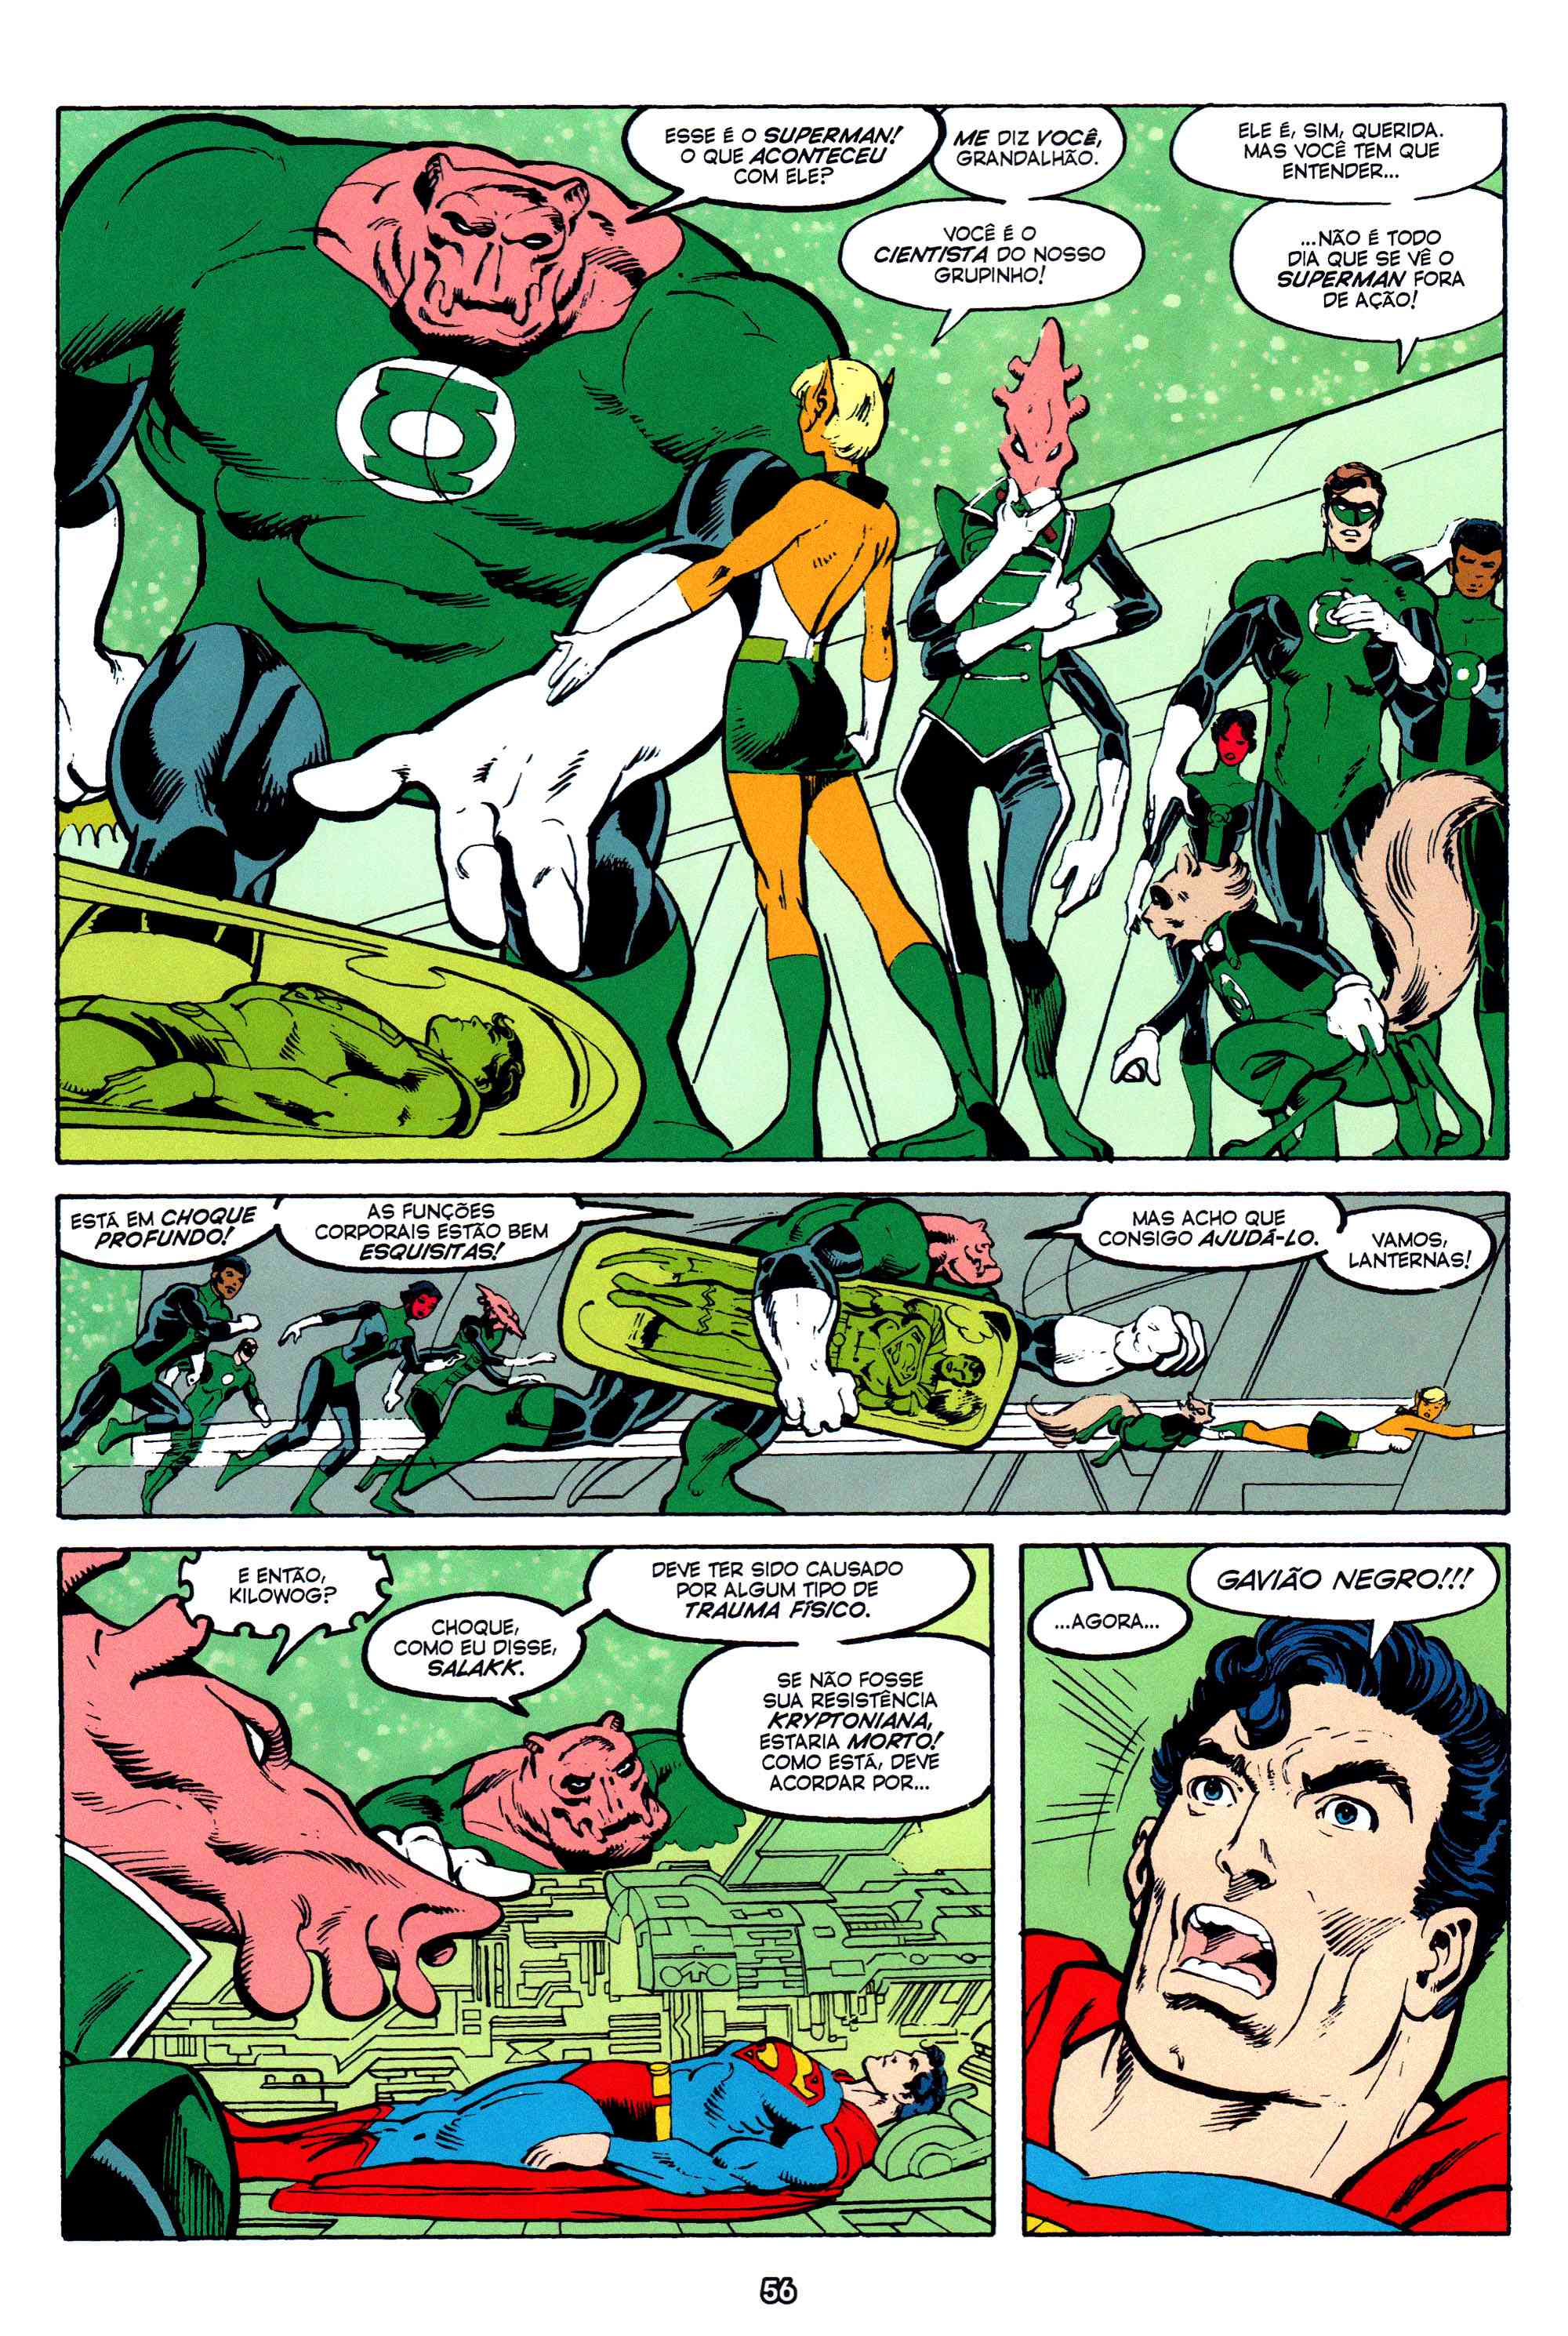 ESSE É O SUPERMAN!
O QUE ACONTECEU
COM ELE?
ME DIZ VOCÊ,
GRANDALHÃO.
VOCÊ É O
CIENTISTA DO NOSSO
GRUPINHO!
ELE É, SIM, QUERIDA.
MAS VOCÊ TEM QUE
ENTENDER...
...NÃO É TODO
DIA QUE SE VÊ O
SUPERMAN FORA
DE AÇÃO!
ESTÁ EM CHOQUE
PROFUNDO!
AS FUNÇÕES
CORPORAIS ESTÃO BEM
ESQUISITAS!
MAS ACHO QUE
CONSIGO AJUDÁ-LO.
VAMOS,
LANTERNAS!
E ENTÃO,
KILOWOG?
CHOQUE,
COMO EU DISSE,
SALAKK.
DEVE TER SIDO CAUSADO
POR ALGUM TIPO DE
TRAUMA FÍSICO.
SE NÃO FOSSE
SUA RESISTÊNCIA
KRYPTONIANA,
ESTARIA MORTO!
COMO ESTÁ, DEVE
ACORDAR POR...
...AGORA...
GAVIÃO NEGRO!!!
56